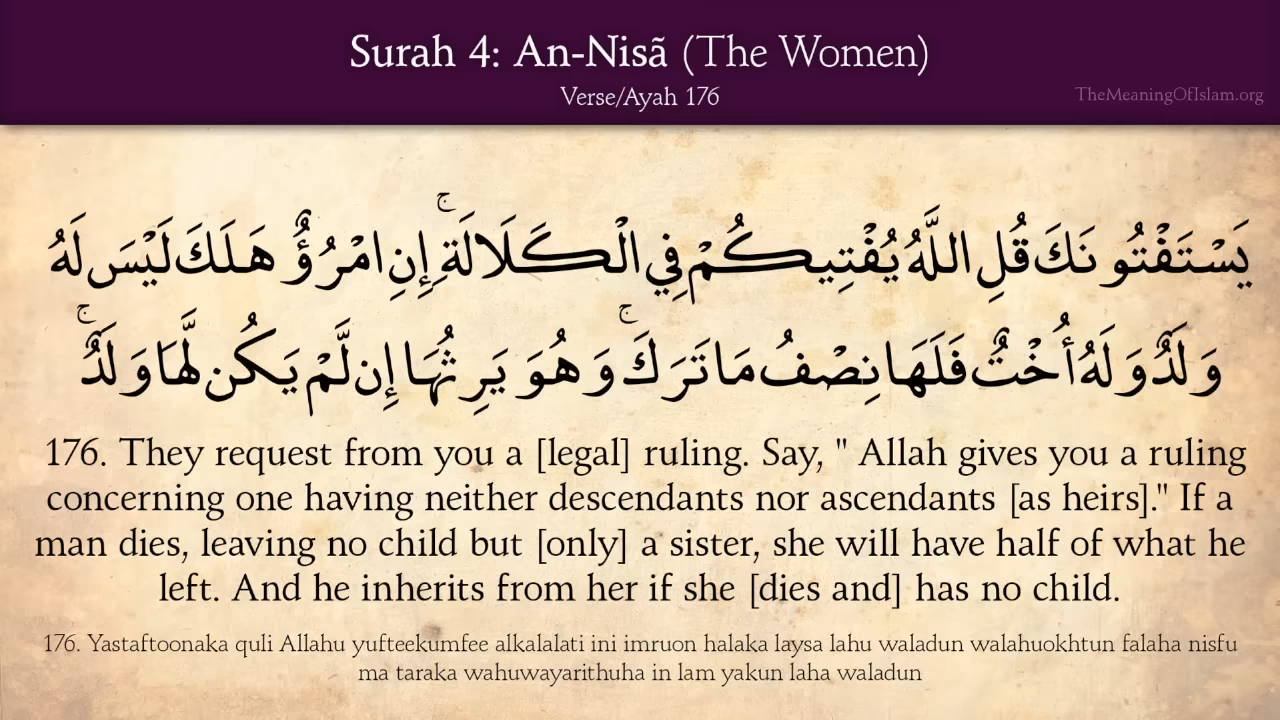 Surah 4: An-Nisã (The Women)
Verse/Ayah 176
TheMeaningOfIslam.org
يَسْتَفْتُونَكَ قُلِ اللَّهُ يُفْتِيكُمْ فِي الْكَلَالَةِ ۚ إِنِ امْرُؤٌ هَلَكَ لَيْسَ لَهُ
وَلَدٌ وَلَهُ أُخْتٌ فَلَهَا نِصْفُ مَا تَرَكَ ۚ وَهُوَ يَرِثُهَا إِن لَّمْ يَكُن لَّهَا وَلَدٌ ۚ
176. They request from you a [legal] ruling. Say, " Allah gives you a ruling
concerning one having neither descendants nor ascendants [as heirs]." If a
man dies, leaving no child but [only] a sister, she will have half of what he
left. And he inherits from her if she [dies and] has no child.
176. Yastaftoonaka quli Allahu yufteekumfee alkalalati ini imruon halaka laysa lahu waladun walahuokhtun falaha nisfu
ma taraka wahuwayarithuha in lam yakun laha waladun